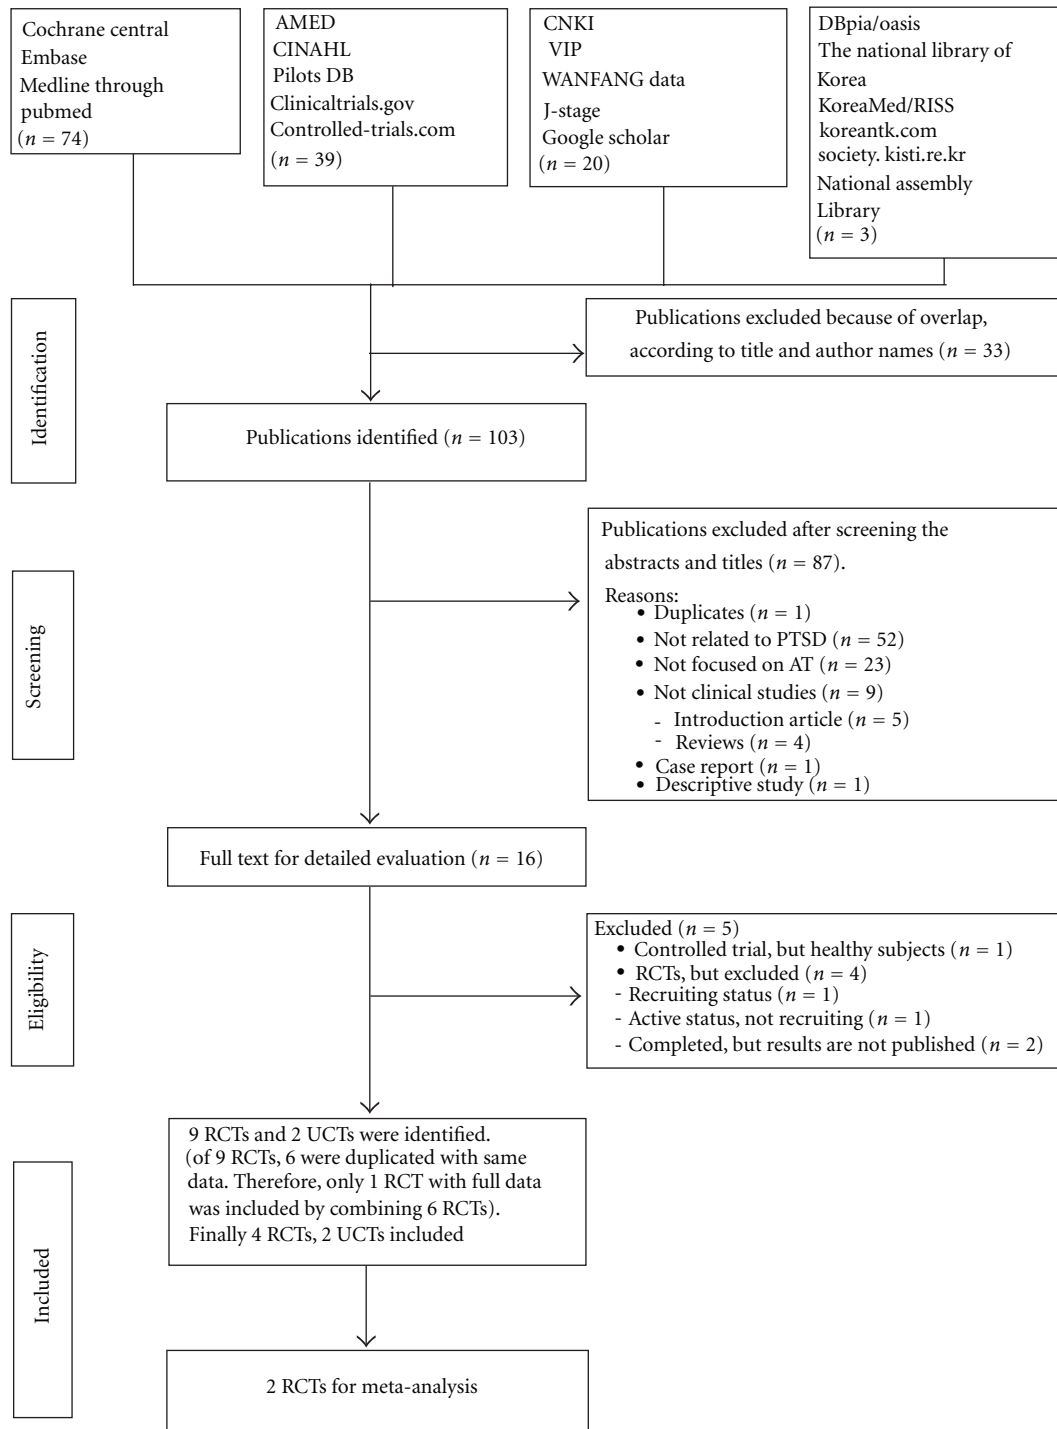 Cochrane central
Embase
Medline through
pubmed
(n = 74)
AMED
CINAHL
Pilots DB
Clinicaltrials.gov
Controlled-trials.com
(n = 39)
CNKI
VIP
WANFANG data
J-stage
Google scholar
(n = 20)
DBpia/oasis
The national library of
Korea
KoreaMed/RISS
koreantk.com
society. kisti.re.kr
National assembly
Library
(n = 3)
Identification
Publications excluded because of overlap,
according to title and author names (n = 33)
Publications identified (n = 103)
Screening
Publications excluded after screening the
abstracts and titles (n = 87).
Reasons:
• Duplicates (n = 1)
• Not related to PTSD (n = 52)
• Not focused on AT (n = 23)
• Not clinical studies (n = 9)
- Introduction article (n = 5)
- Reviews (n = 4)
• Case report (n = 1)
• Descriptive study (n = 1)
Full text for detailed evaluation (n = 16)
Eligibility
Excluded (n = 5)
• Controlled trial, but healthy subjects (n = 1)
• RCTs, but excluded (n = 4)
- Recruiting status (n = 1)
- Active status, not recruiting (n = 1)
- Completed, but results are not published (n = 2)
Included
9 RCTs and 2 UCTs were identified.
(of 9 RCTs, 6 were duplicated with same
data. Therefore, only 1 RCT with full data
was included by combining 6 RCTs).
Finally 4 RCTs, 2 UCTs included
2 RCTs for meta-analysis